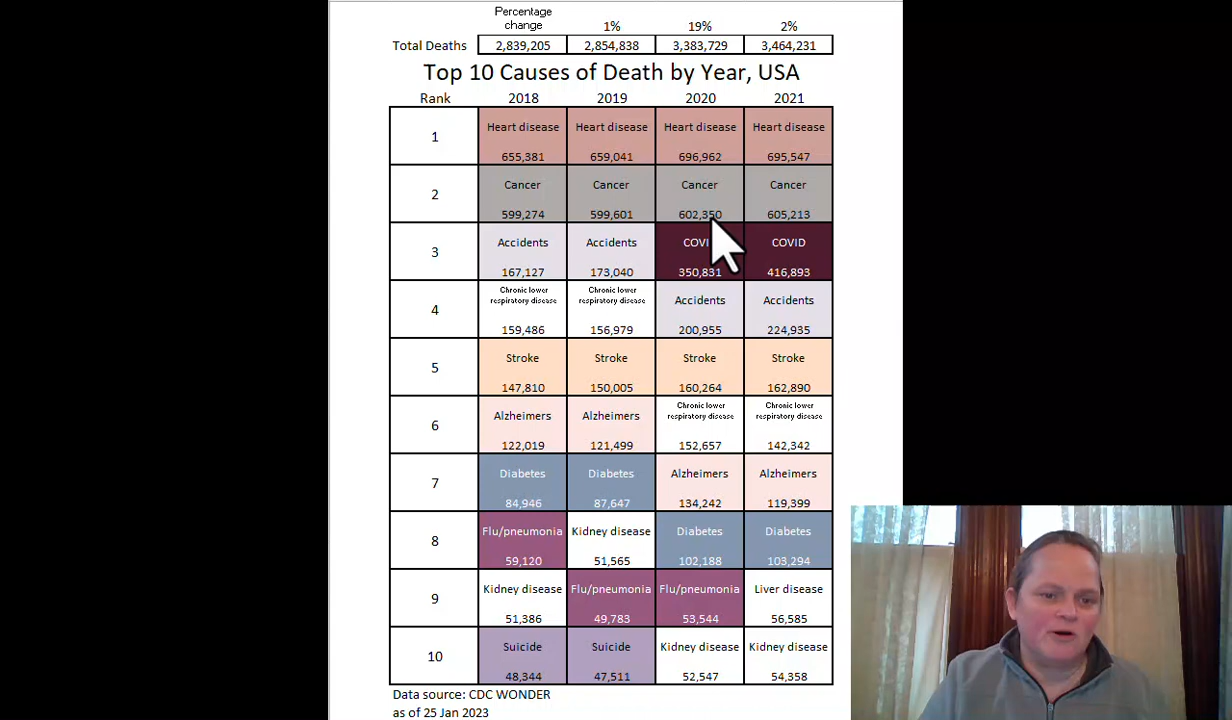 Percentage
change 1% 19% 2%
Total Deaths 2,839,205 2,854,838 3,383,729 3,464,231
Top 10 Causes of Death by Year, USA
Rank 2018 2019 2020 2021
1 Heart disease 655,381 Heart disease 659,041 Heart disease 696,962 Heart disease 695,547
2 Cancer 599,274 Cancer 599,601 Cancer 602,350 Cancer 605,213
3 Accidents 167,127 Accidents 173,040 COVI 350,831 COVID 416,893
4 Chronic lower respiratory disease 159,486 Chronic lower respiratory disease 156,979 Accidents 200,955 Accidents 224,935
5 Stroke 147,810 Stroke 150,005 Stroke 160,264 Stroke 162,890
6 Alzheimers 122,019 Alzheimers 121,499 Chronic lower respiratory disease 152,657 Chronic lower respiratory disease 142,342
7 Diabetes 84,946 Diabetes 87,647 Alzheimers 134,242 Alzheimers 119,399
8 Flu/pneumonia 59,120 Kidney disease 51,565 Diabetes 102,188 Diabetes 103,294
9 Kidney disease 51,386 Flu/pneumonia 49,783 Flu/pneumonia 53,544 Liver disease 56,585
10 Suicide 48,344 Suicide 47,511 Kidney disease 52,547 Kidney disease 54,358
Data source: CDC WONDER
as of 25 Jan 2023